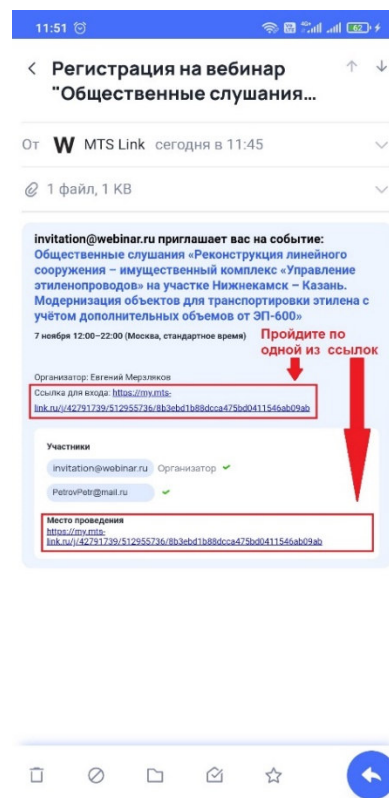 11:51
62
Регистрация на вебинар
"Общественные слушания...
От W MTS Link сегодня в 11:45
1 файл, 1 KB
invitation@webinar.ru приглашает вас на событие:
Общественные слушания «Реконструкция линейного
сооружения – имущественный комплекс «Управление
этиленопроводов» на участке Нижнекамск – Казань.
Модернизация объектов для транспортировки этилена с
учётом дополнительных объемов от ЭП-600»
7 ноября 12:00–22:00 (Москва, стандартное время)
Пройдите по
одной из ссылок
Организатор: Евгений Мерзляков
Ссылка для входа: https://my.mts-
link.ru/j/42791739/512955736/8b3ebd1b88dcca475bd0411546ab09ab
Участники
invitation@webinar.ru Организатор
PetrovPetr@mail.ru
Место проведения
https://my.mts-
link.ru/j/42791739/512955736/8b3ebd1b88dcca475bd0411546ab09ab